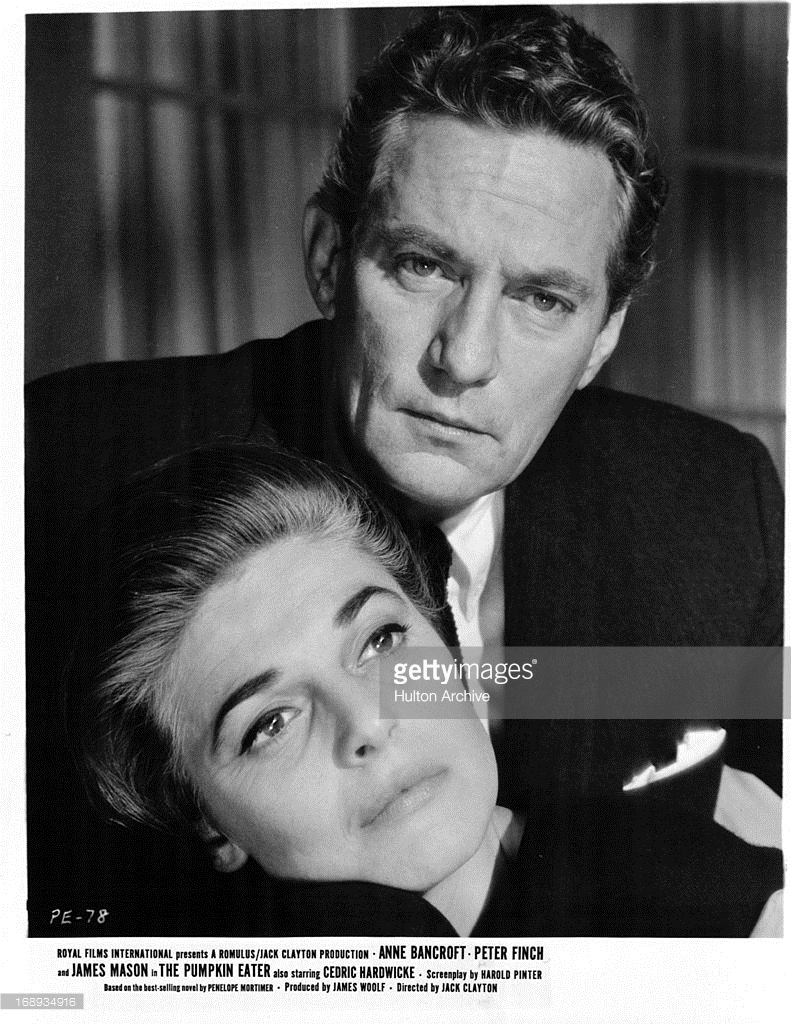 gettyimages®
Hulton Archive
PE-78
ROYAL FILMS INTERNATIONAL presents A ROMULUS/JACK CLAYTON PRODUCTION · ANNE BANCROFT · PETER FINCH
and JAMES MASON in THE PUMPKIN EATER also starring CEDRIC HARDWICKE · Screenplay by HAROLD PINTER
Based on the best-selling novel by PENELOPE MORTIMER · Produced by JAMES WOOLF · Directed by JACK CLAYTON
168934916